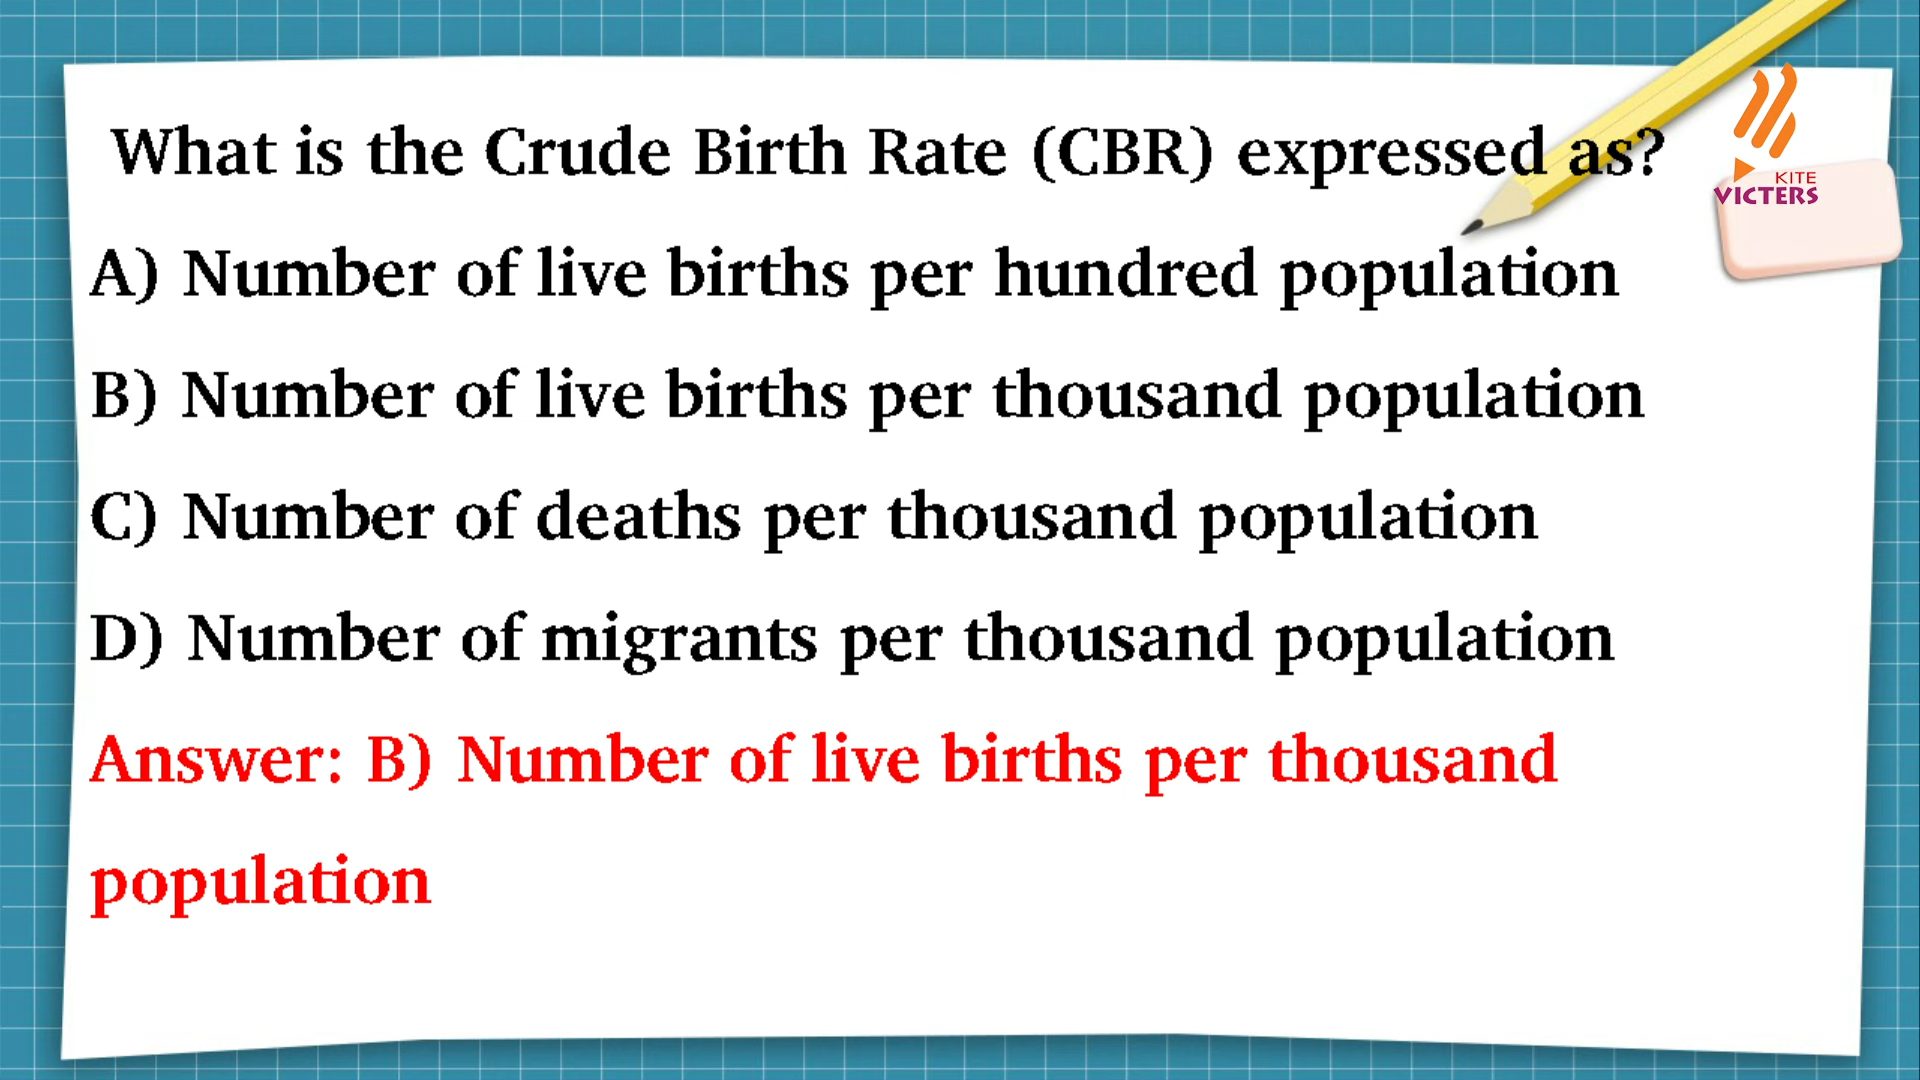 What is the Crude Birth Rate (CBR) expressed as?
KITE
VICTERS
A) Number of live births per hundred population
B) Number of live births per thousand population
C) Number of deaths per thousand population
D) Number of migrants per thousand population
Answer: B) Number of live births per thousand
population